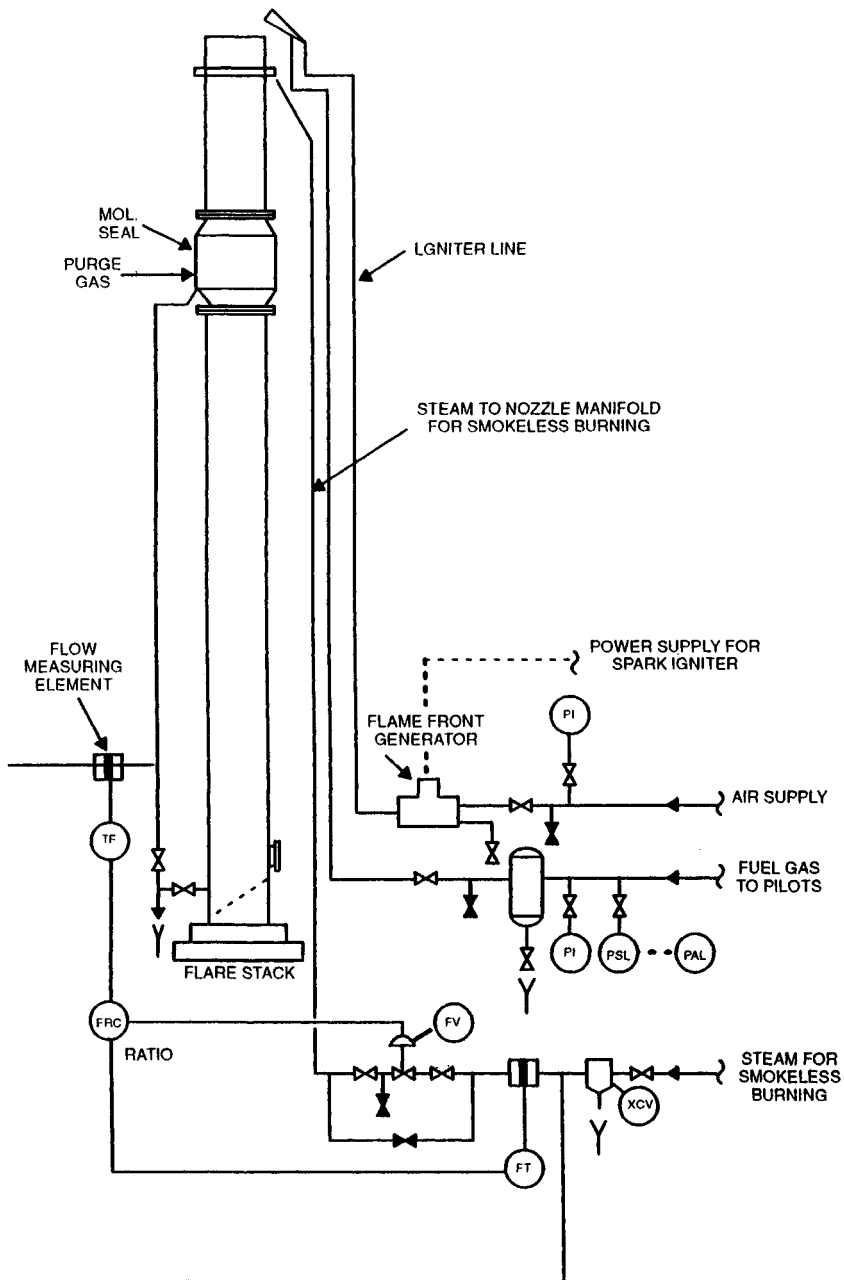 MOL.
SEAL
PURGE
GAS
LGNITER LINE
STEAM TO NOZZLE MANIFOLD
FOR SMOKELESS BURNING
FLOW
MEASURING
ELEMENT
POWER SUPPLY FOR
SPARK IGNITER
FLAME FRONT
GENERATOR
PI
AIR SUPPLY
TF
FUEL GAS
TO PILOTS
PI
PSL
PAL
FLARE STACK
FRC
RATIO
FV
STEAM FOR
SMOKELESS
BURNING
XCV
FT